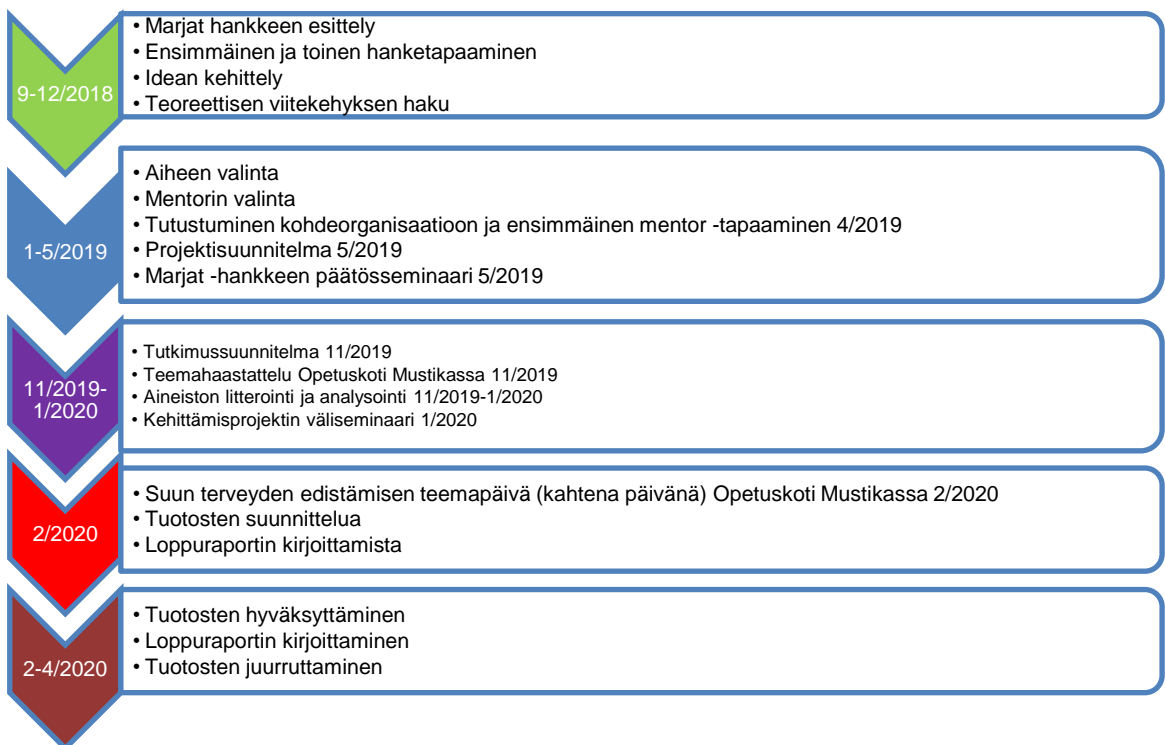 9-12/2018
• Marjat hankkeen esittely
• Ensimmäinen ja toinen hanketapaaminen
• Idean kehittely
• Teoreettisen viitekehyksen haku
1-5/2019
• Aiheen valinta
• Mentorin valinta
• Tutustuminen kohdeorganisaatioon ja ensimmäinen mentor -tapaaminen 4/2019
• Projektisuunnitelma 5/2019
• Marjat -hankkeen päätösseminaari 5/2019
11/2019-
1/2020
• Tutkimussuunnitelma 11/2019
• Teemahaastattelu Opetuskoti Mustikassa 11/2019
• Aineiston litterointi ja analysointi 11/2019-1/2020
• Kehittämisprojektin väliseminaari 1/2020
2/2020
• Suun terveyden edistämisen teemapäivä (kahtena päivänä) Opetuskoti Mustikassa 2/2020
• Tuotosten suunnittelua
• Loppuraportin kirjoittamista
2-4/2020
• Tuotosten hyväksyttäminen
• Loppuraportin kirjoittaminen
• Tuotosten juurruttaminen